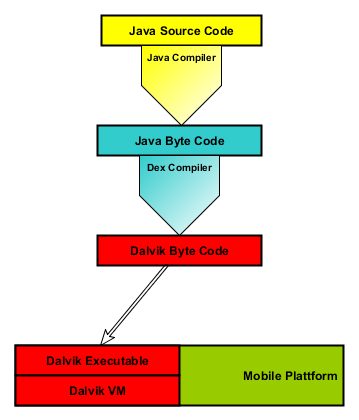 Java Source Code
Java Compiler
Java Byte Code
Dex Compiler
Dalvik Byte Code
Dalvik Executable
Mobile Plattform
Dalvik VM